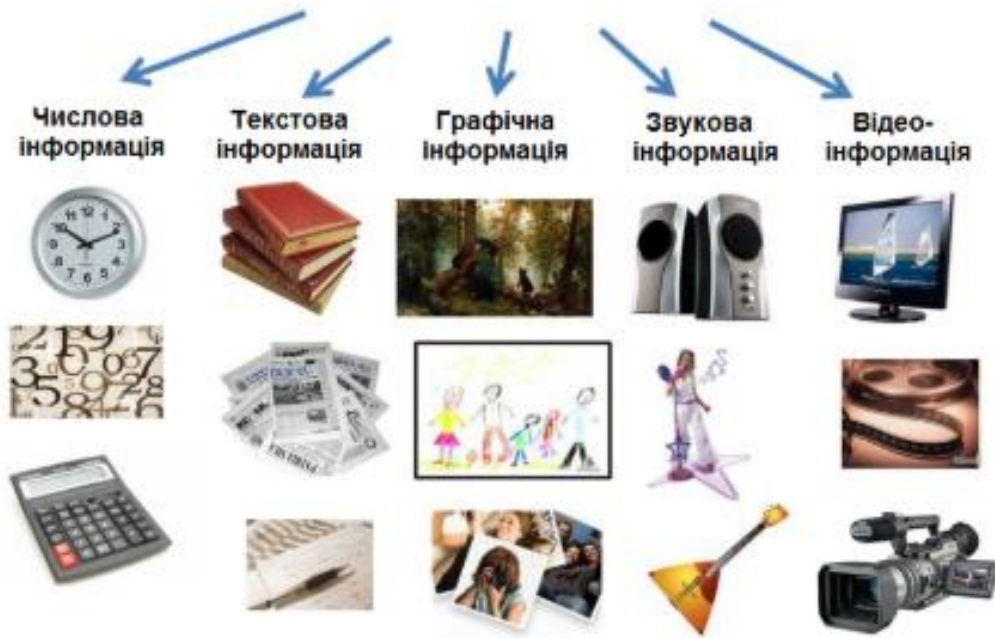 Числова
інформація
Текстова
інформація
Графічна
інформація
Звукова
інформація
Відео-
інформація